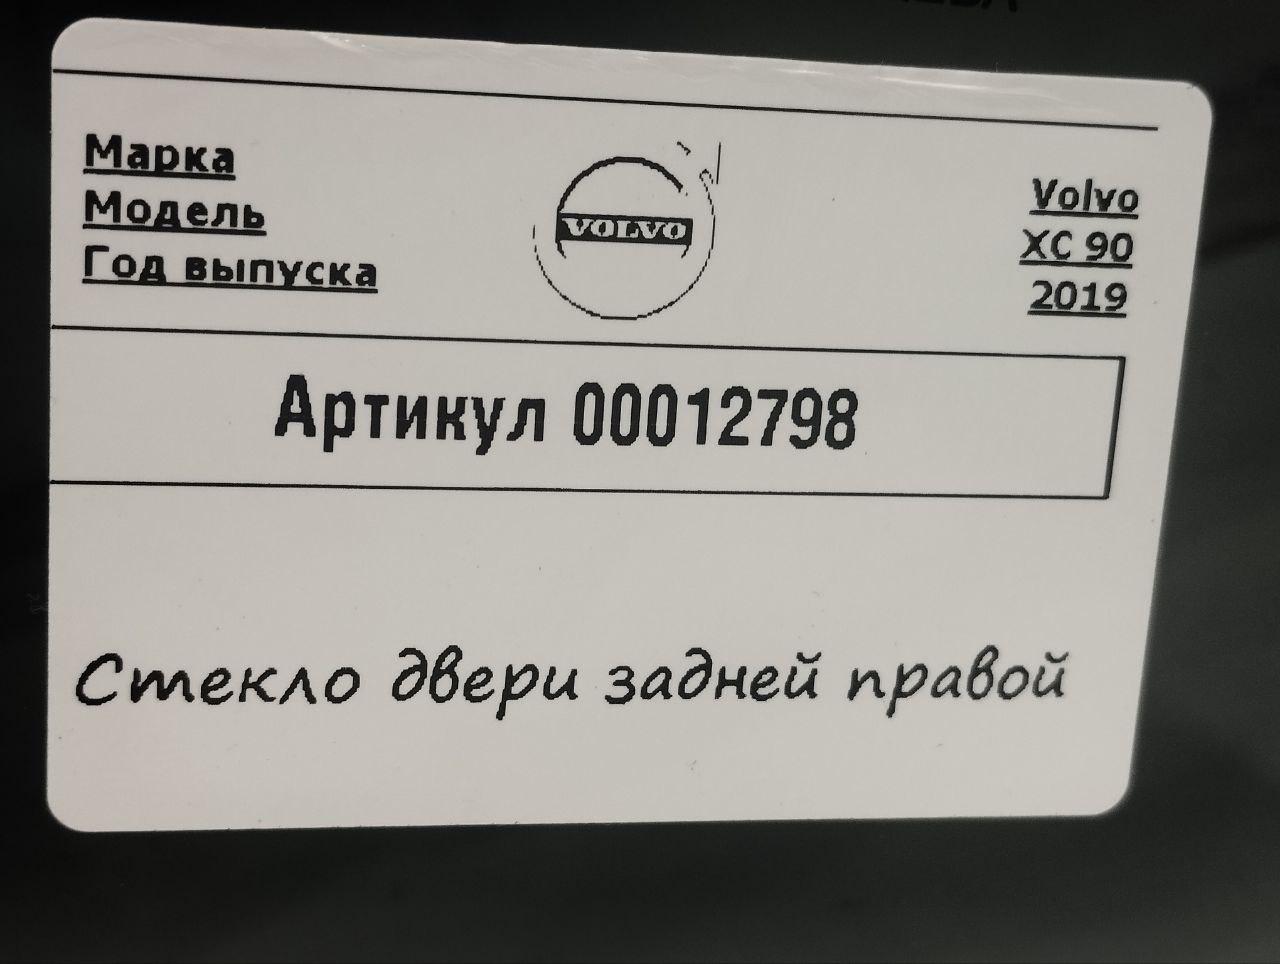 Марка
Модель
Год выпуска
VOLVO
Volvo
XC 90
2019
Артикул 00012798
Стекло двери задней правой